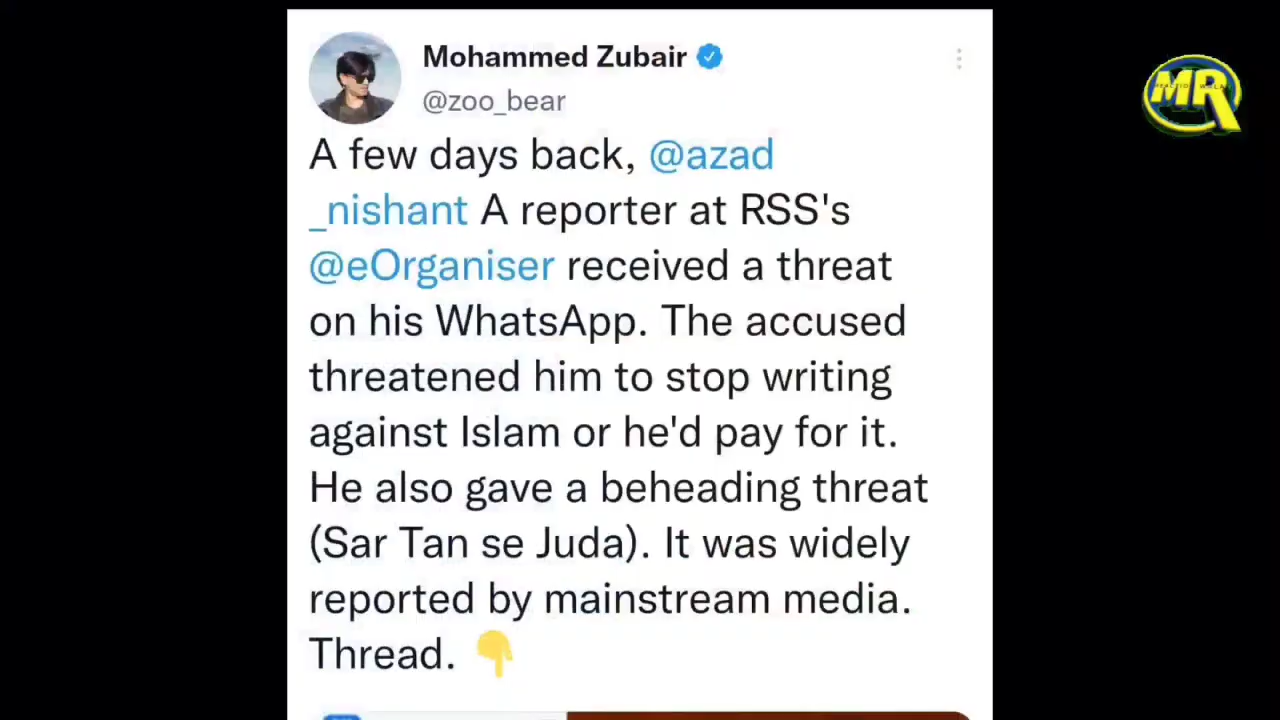 Mohammed Zubair
@zoo_bear
A few days back, @azad
_nishant A reporter at RSS's
@eOrganiser received a threat
on his WhatsApp. The accused
threatened him to stop writing
against Islam or he'd pay for it.
He also gave a beheading threat
(Sar Tan se Juda). It was widely
reported by mainstream media.
Thread. 👇
MR